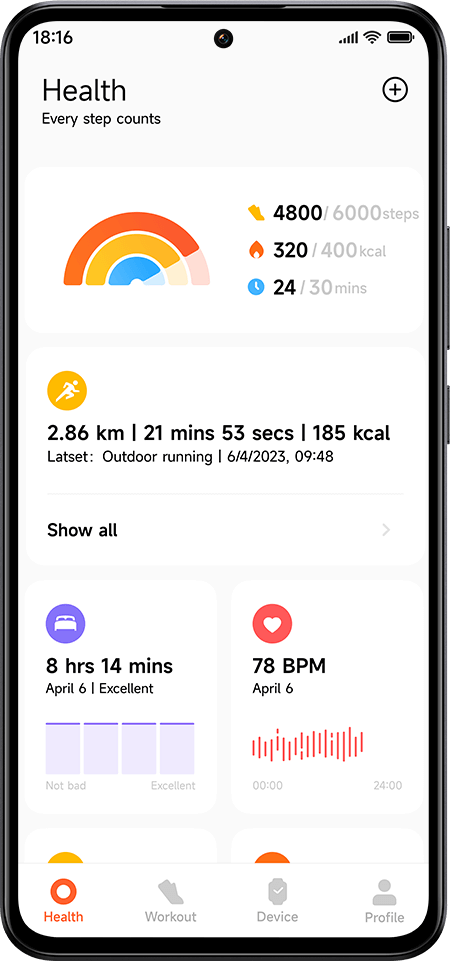 18:16
Health
Every step counts
4800/ 6000steps
320 / 400kcal
24 / 30mins
2.86 km | 21 mins 53 secs | 185 kcal
Latset: Outdoor running | 6/4/2023, 09:48
Show all
8 hrs 14 mins
April 6 | Excellent
Not bad Excellent
78 BPM
April 6
00:00 24:00
Health Workout Device Profile